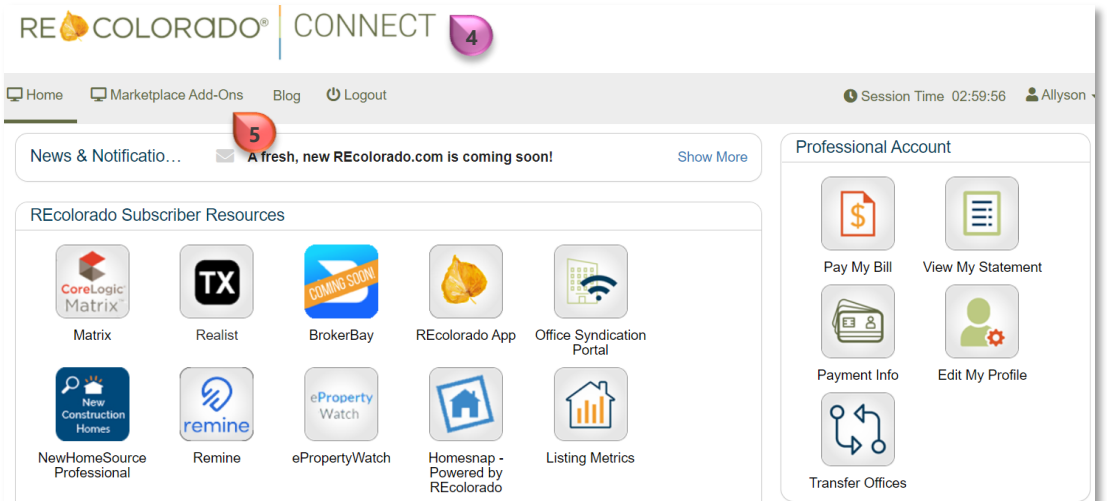 RECOLORADO® CONNECT
4
Home Marketplace Add-Ons Blog Logout Session Time 02:59:56 Allyson
5
News & Notificatio... A fresh, new REcolorado.com is coming soon! Show More
Professional Account
REcolorado Subscriber Resources
CoreLogic
Matrix™
TX
COMING SOON!
Matrix Realist BrokerBay REcolorado App Office Syndication
Portal
Pay My Bill View My Statement
New
Construction
Homes
remine
eProperty
Watch
NewHomeSource
Professional
Remine ePropertyWatch Homesnap -
Powered by
REcolorado
Listing Metrics
Payment Info Edit My Profile
Transfer Offices